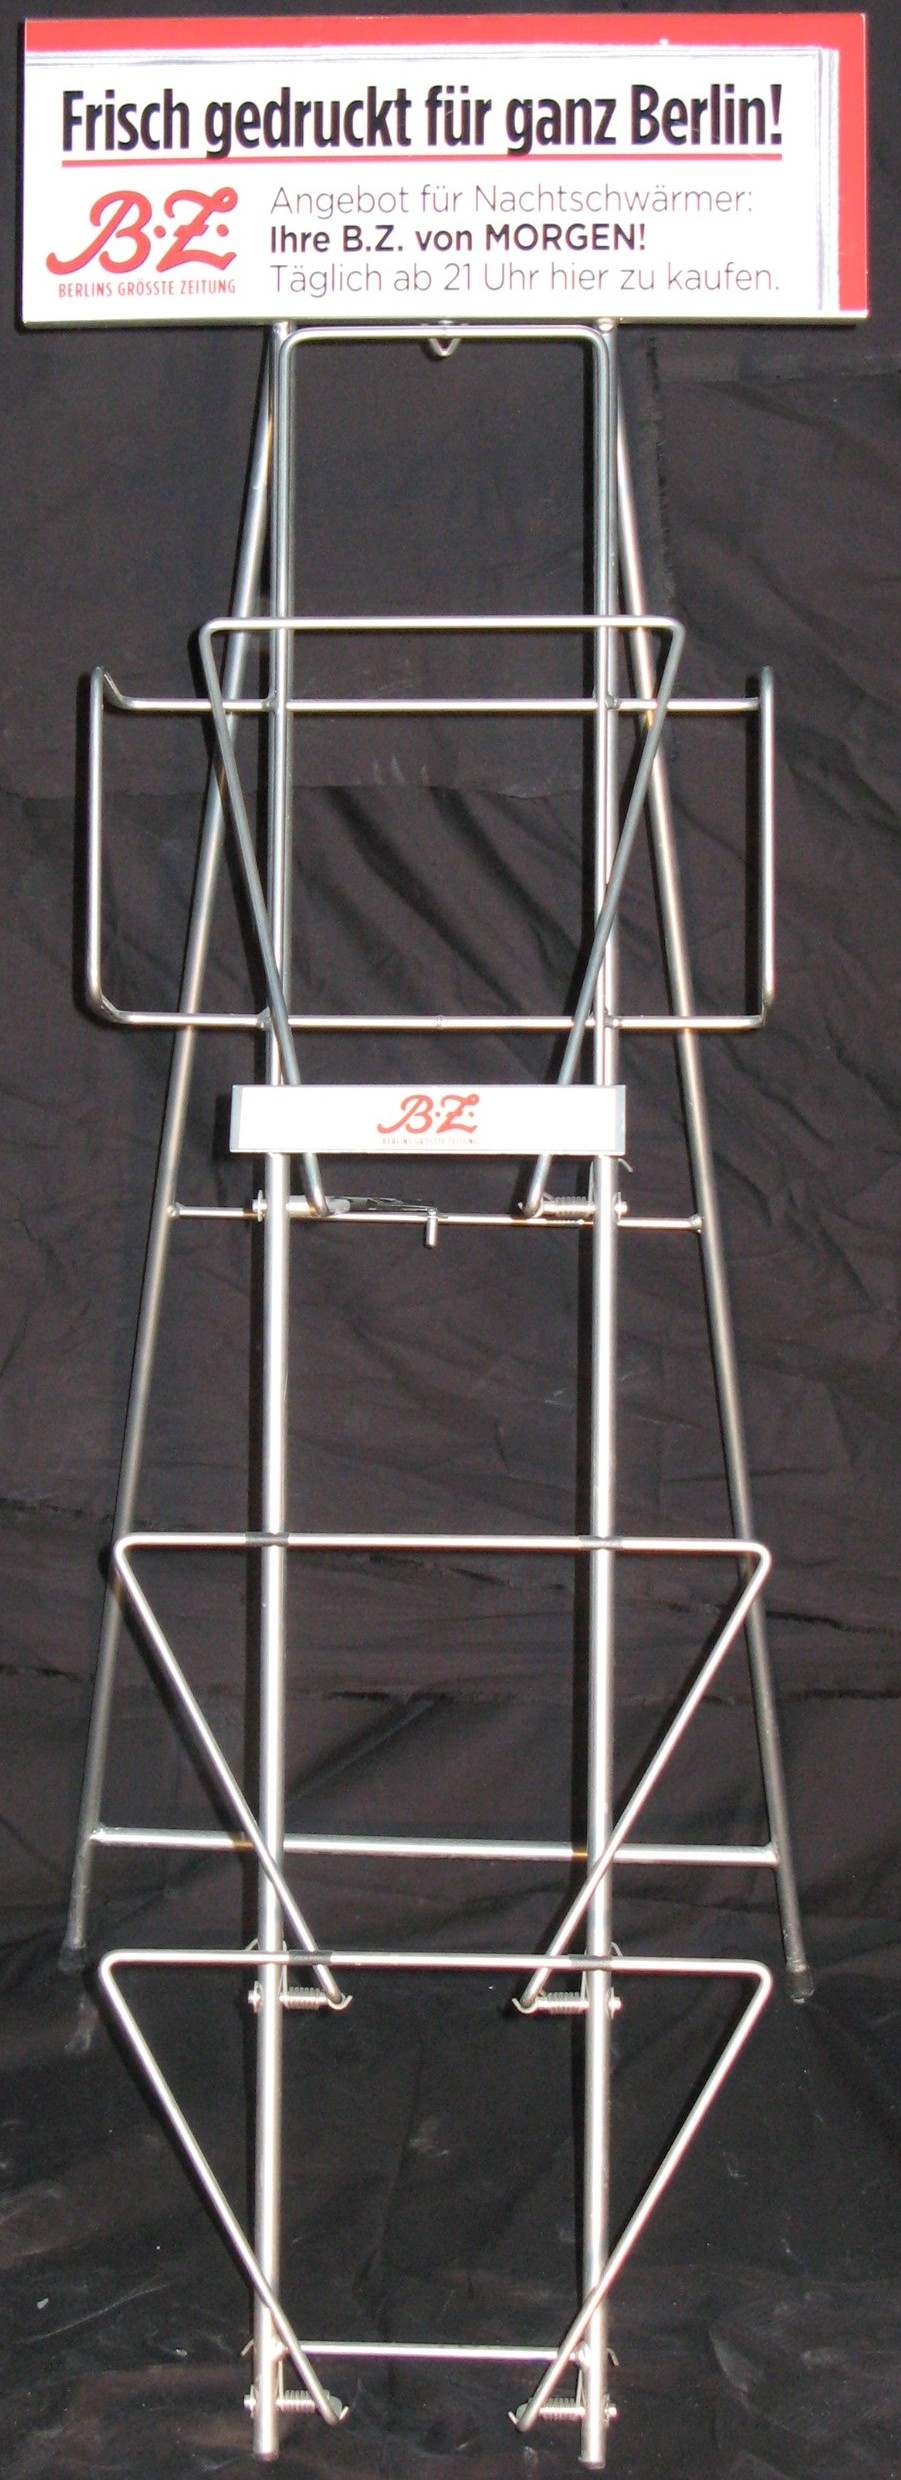 Frisch gedruckt für ganz Berlin!
B.Z.
BERLINS GRÖSSTE ZEITUNG
Angebot für Nachtschwärmer:
Ihre B.Z. von MORGEN!
Täglich ab 21 Uhr hier zu kaufen.
B.Z.
BERLINS GRÖSSTE ZEITUNG